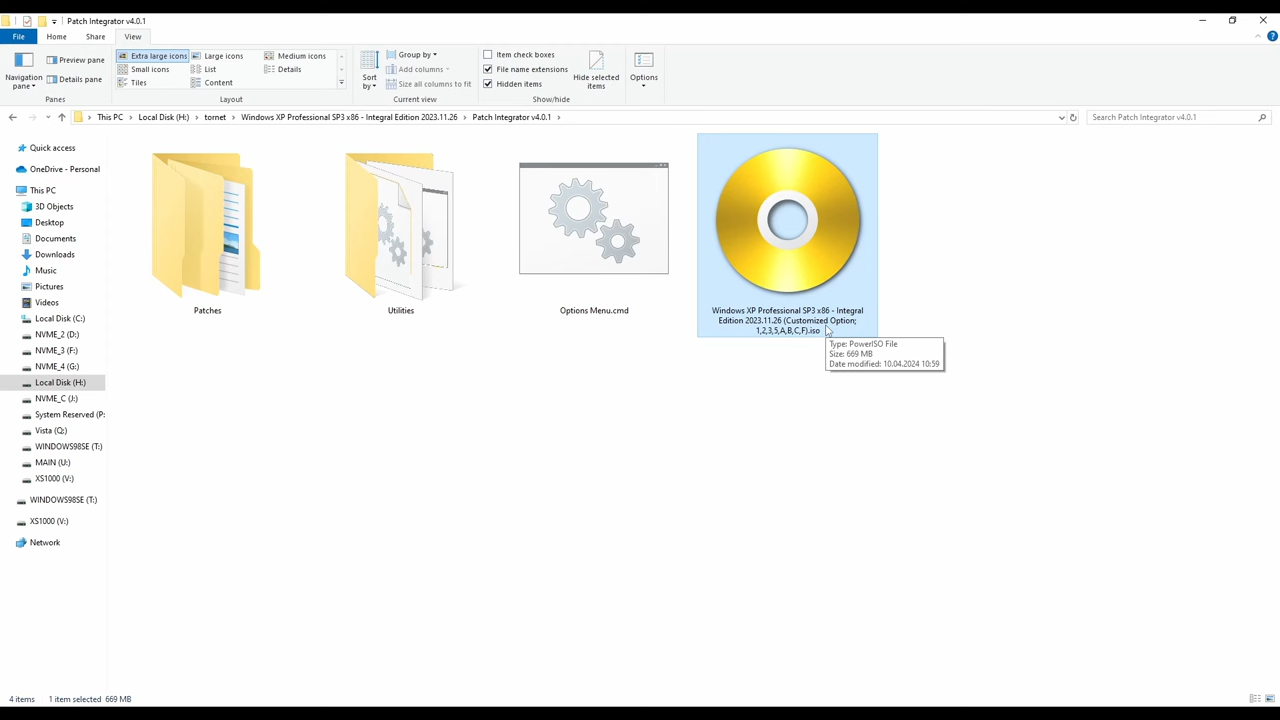 Patch Integrator v4.0.1
File Home Share View
Navigation pane
Preview pane
Details pane
Panes
Extra large icons Large icons Medium icons
Small icons List Details
Tiles Content
Layout
Sort by
Group by
Add columns
Size all columns to fit
Current view
Item check boxes
File name extensions
Hidden items
Hide selected items
Show/hide
Options
This PC Local Disk (H:) tornet Windows XP Professional SP3 x86 - Integral Edition 2023.11.26 Patch Integrator v4.0.1
Search Patch Integrator v4.0.1
Quick access
OneDrive - Personal
This PC
3D Objects
Desktop
Documents
Downloads
Music
Pictures
Videos
Local Disk (C:)
NVME_2 (D:)
NVME_3 (F:)
NVME_4 (G:)
Local Disk (H:)
NVME_C (J:)
System Reserved (P:
Vista (Q:)
WINDOWS98SE (T:)
MAIN (U:)
XS1000 (V:)
WINDOWS98SE (T:)
XS1000 (V:)
Network
Patches
Utilities
Options Menu.cmd
Windows XP Professional SP3 x86 - Integral
Edition 2023.11.26 (Customized Option;
1,2,3,5,A,B,C,F).iso
Type: PowerISO File
Size: 669 MB
Date modified: 10.04.2024 10:59
4 items 1 item selected 669 MB